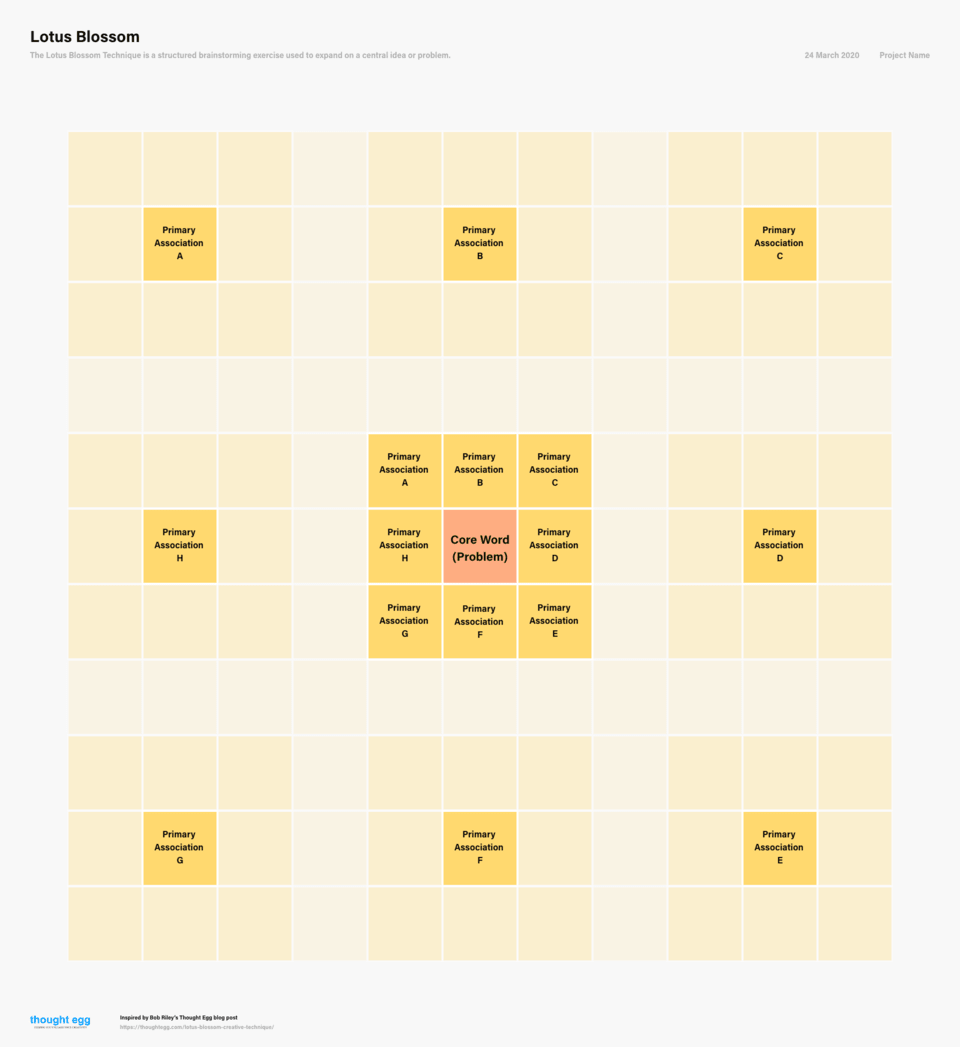 Lotus Blossom
The Lotus Blossom Technique is a structured brainstorming exercise used to expand on a central idea or problem.
24 March 2020
Project Name
Primary
Association
A
Primary
Association
B
Primary
Association
C
Primary
Association
A
Primary
Association
B
Primary
Association
C
Primary
Association
H
Primary
Association
H
Core Word
(Problem)
Primary
Association
D
Primary
Association
D
Primary
Association
G
Primary
Association
F
Primary
Association
E
Primary
Association
G
Primary
Association
F
Primary
Association
E
thought egg
Inspired by Bob Riley's Thought Egg blog post
https://thoughtegg.com/lotus-blossom-creative-technique/